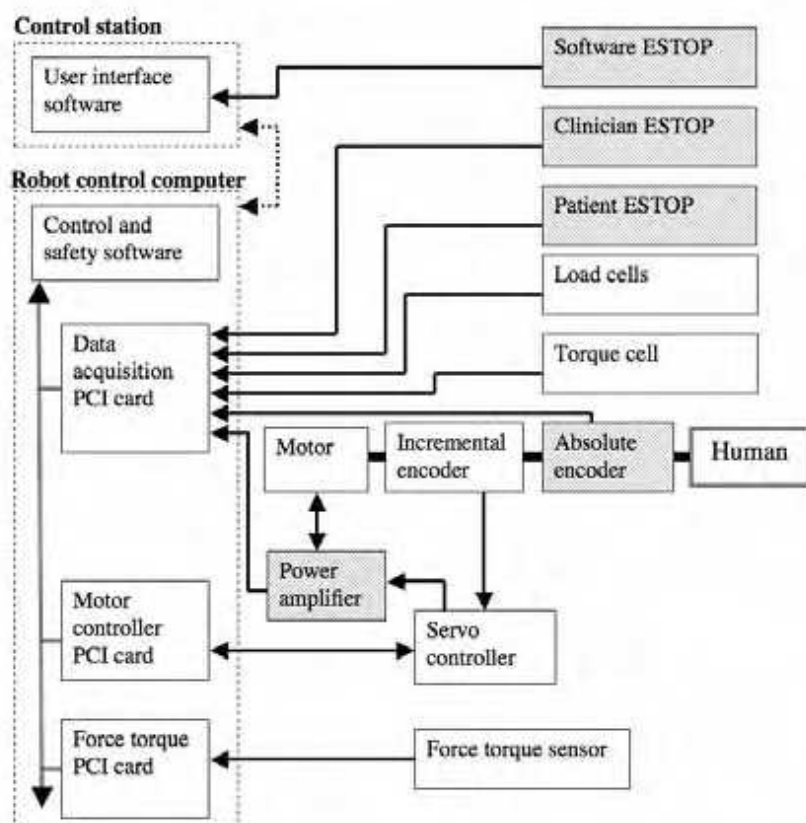 Control station
User interface
software
Software ESTOP
Clinician ESTOP
Robot control computer
Control and
safety software
Patient ESTOP
Load cells
Data
acquisition
PCI card
Torque cell
Motor
Incremental
encoder
Absolute
encoder
Human
Power
amplifier
Motor
controller
PCI card
Servo
controller
Force torque
PCI card
Force torque sensor